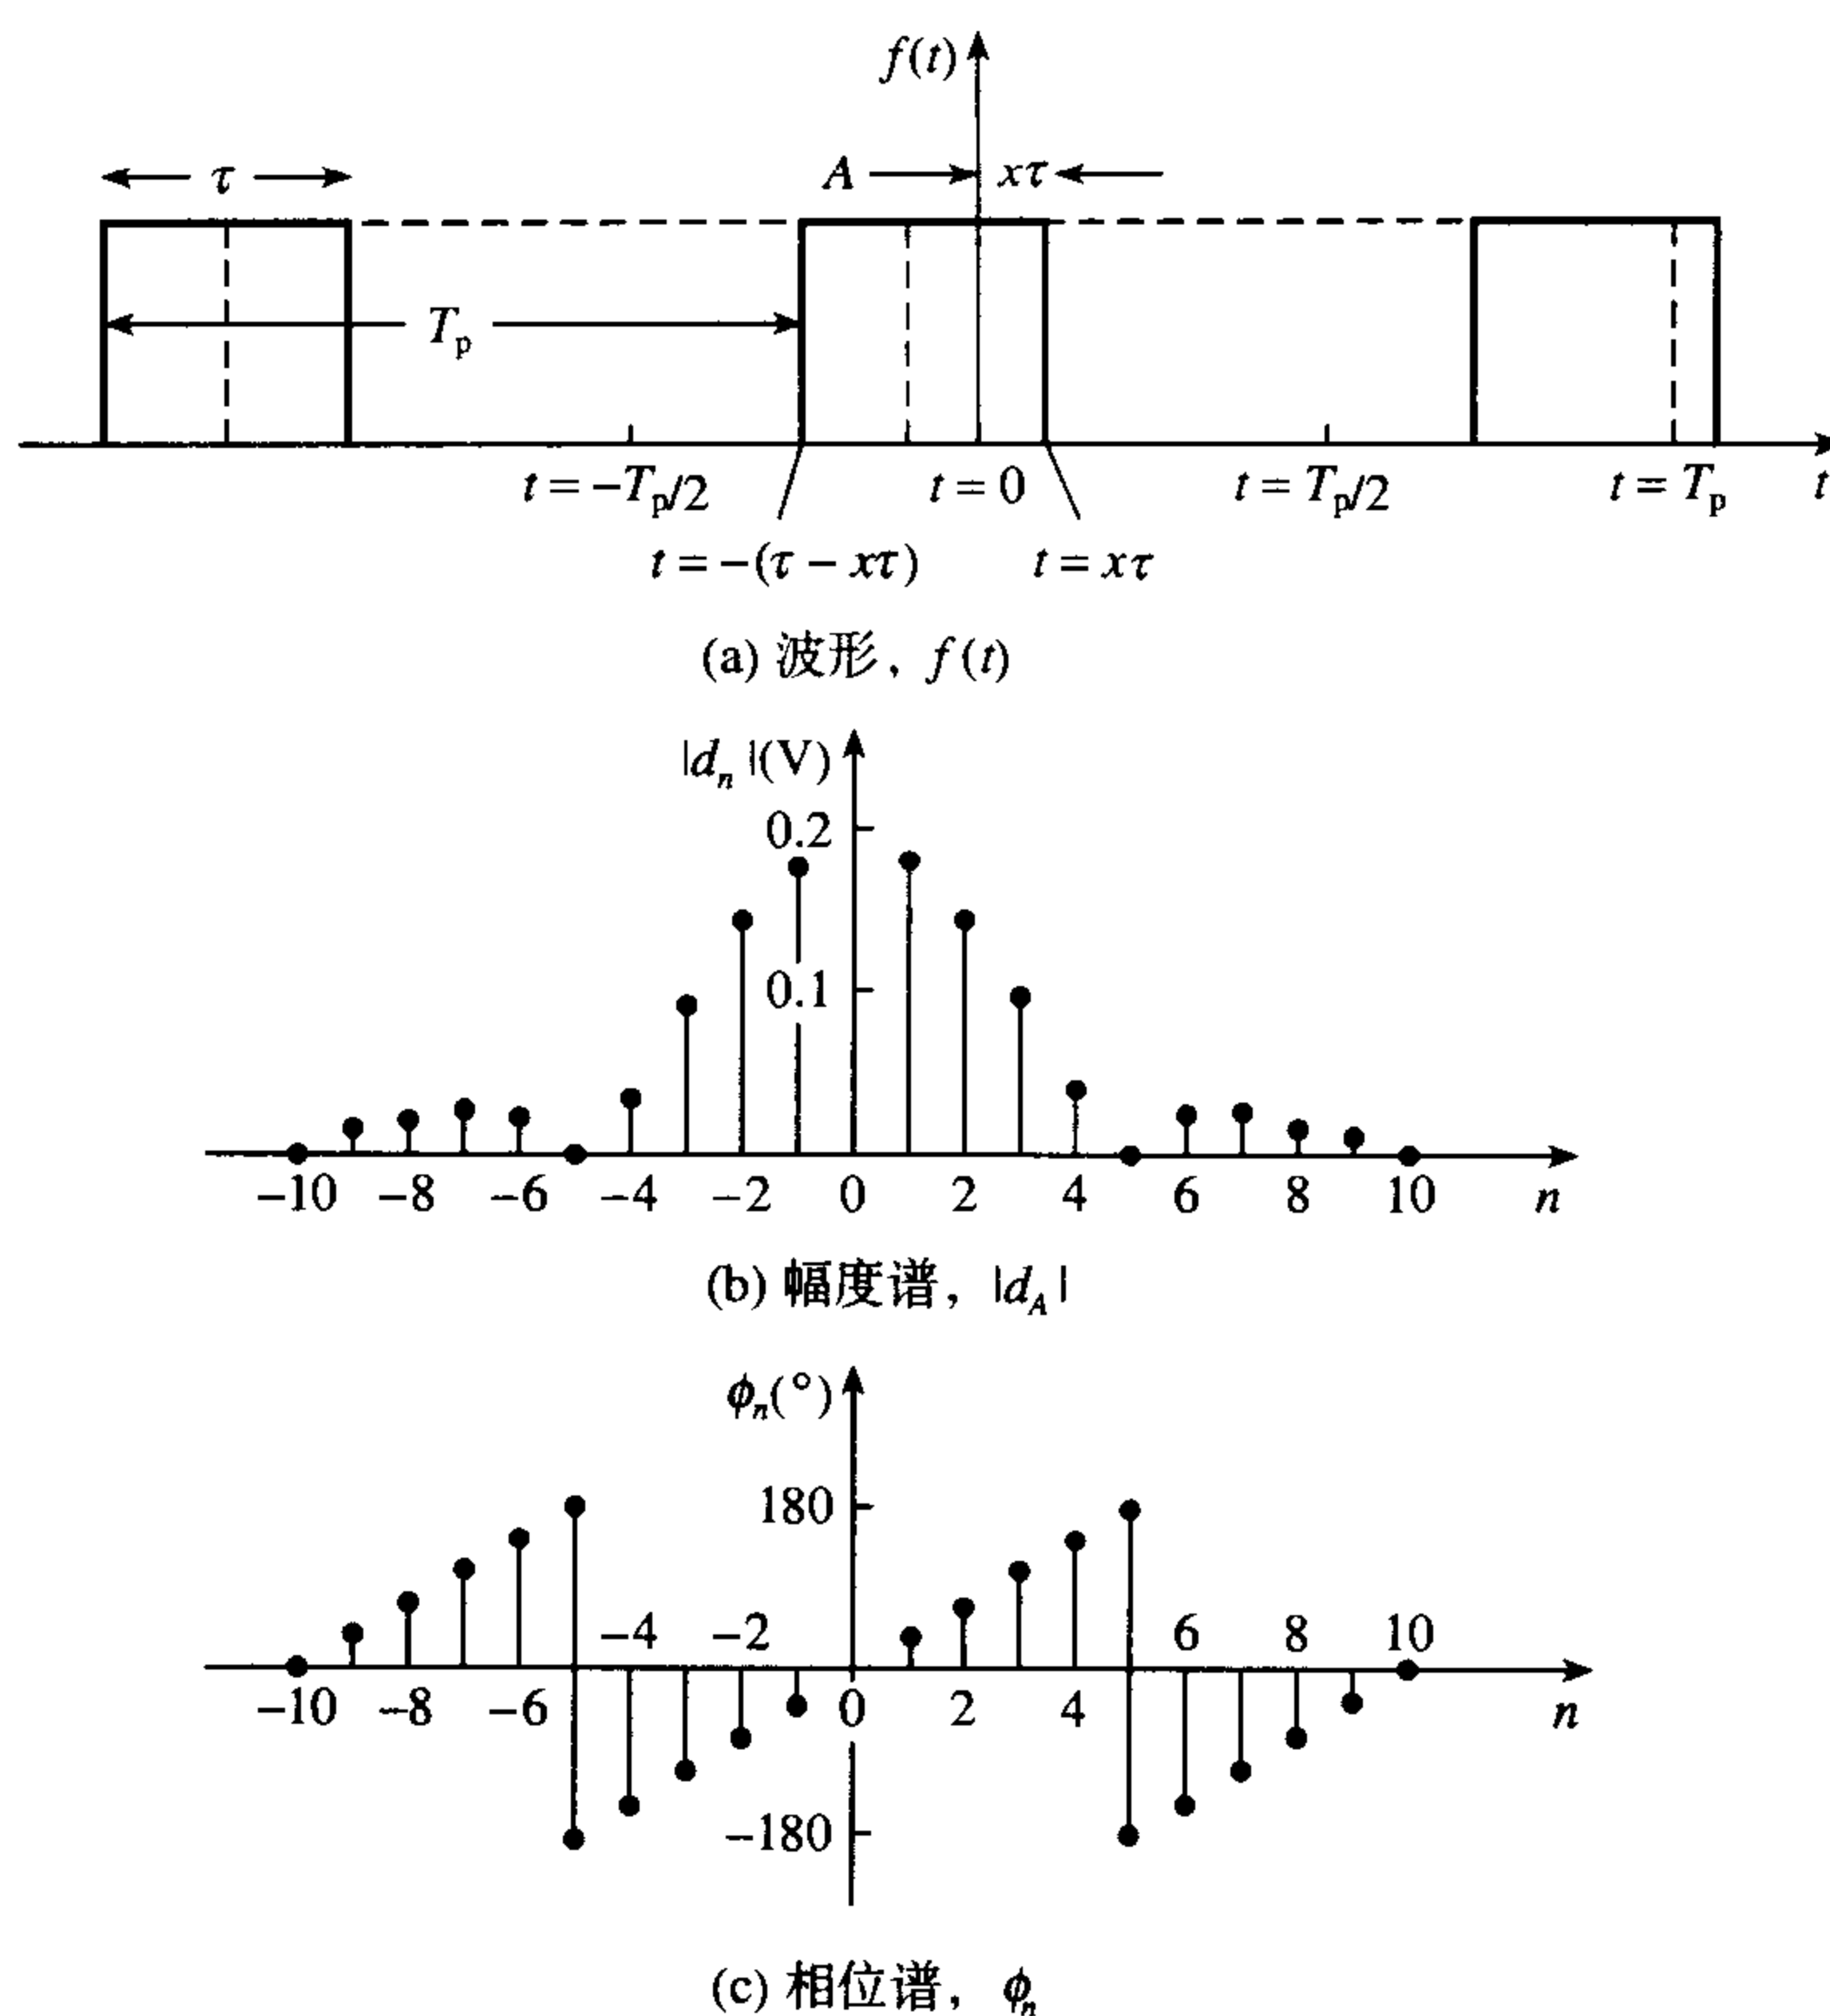 f(t)
τ
A
xτ
T_p
t = −T_p/2
t = 0
t = T_p/2
t = T_p
t
t = −(τ − xτ)
t = xτ
(a) 波形, f(t)
|d_n|(V)
0.2
0.1
−10 −8 −6 −4 −2 0 2 4 6 8 10 n
(b) 幅度谱, |d_A|
ϕ_n(°)
180
−4 −2 6 8 10
−10 −8 −6 0 2 4 n
−180
(c) 相位谱, ϕ_n